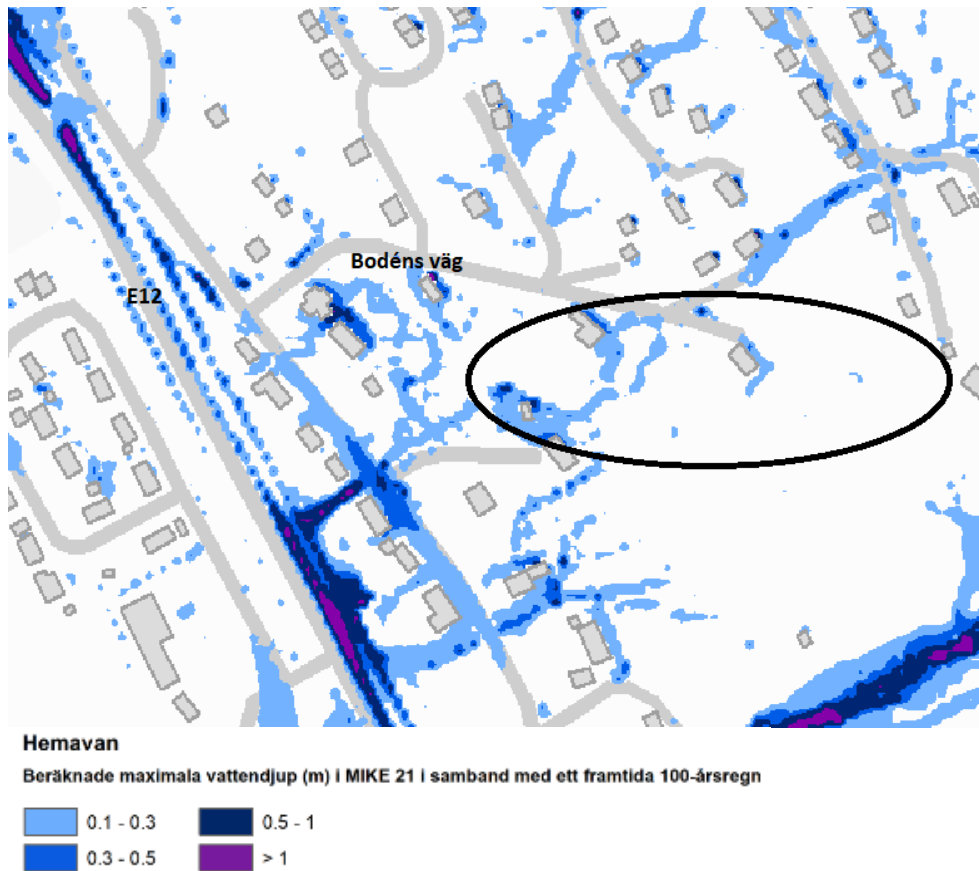 Bodéns väg
E12
Hemavan
Beräknade maximala vattendjup (m) i MIKE 21 i samband med ett framtida 100-årsregn
0.1 - 0.3
0.5 - 1
0.3 - 0.5
> 1